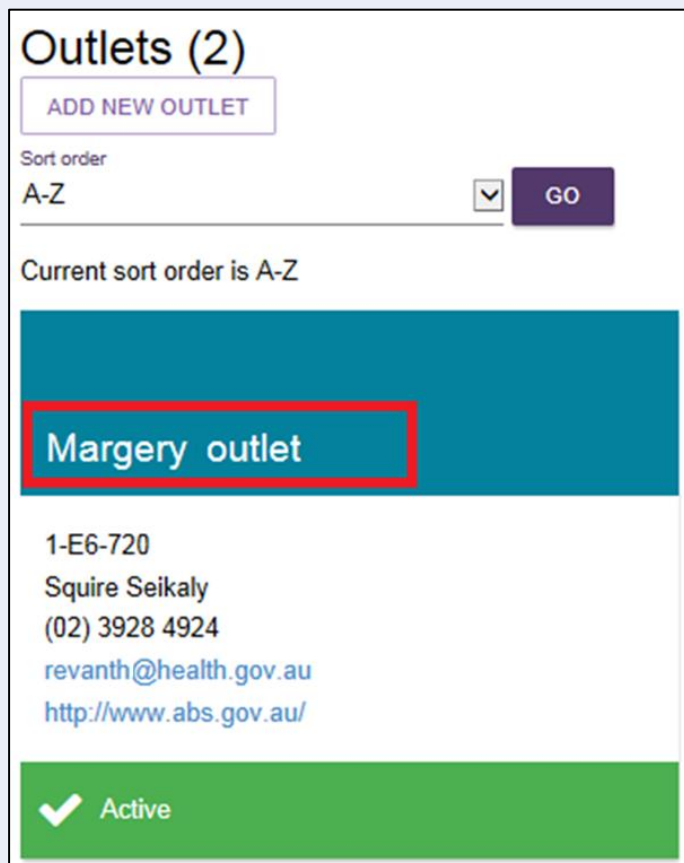 Outlets (2)
ADD NEW OUTLET
Sort order
A-Z
GO
Current sort order is A-Z
Margery outlet
1-E6-720
Squire Seikaly
(02) 3928 4924
revanth@health.gov.au
http://www.abs.gov.au/
Active